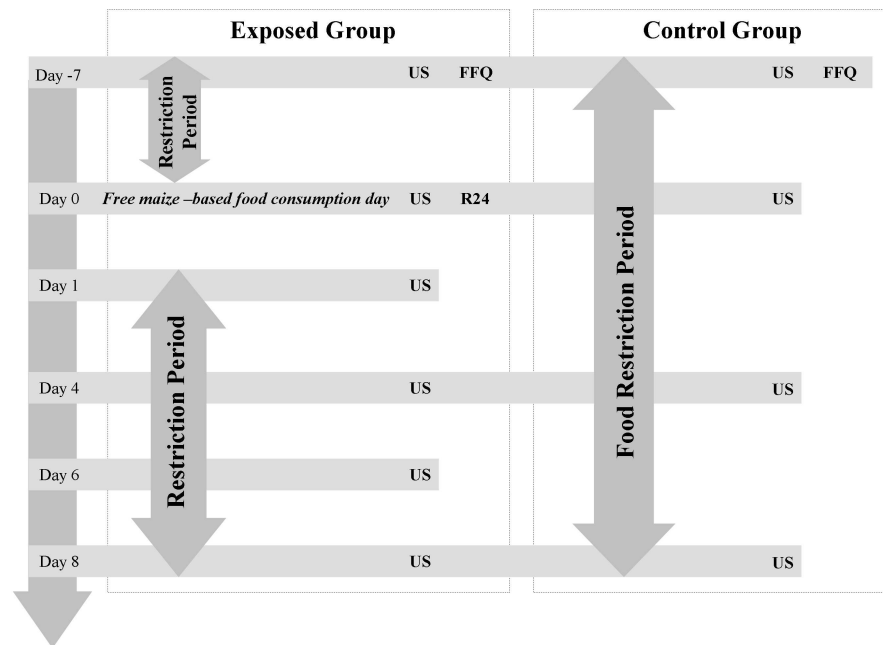 Exposed Group
Control Group
Day -7
US FFQ
US FFQ
Restriction
Period
Day 0
Free maize –based food consumption day
US R24
US
Day 1
US
Restriction Period
Food Restriction Period
Day 4
US
US
Day 6
US
Day 8
US
US